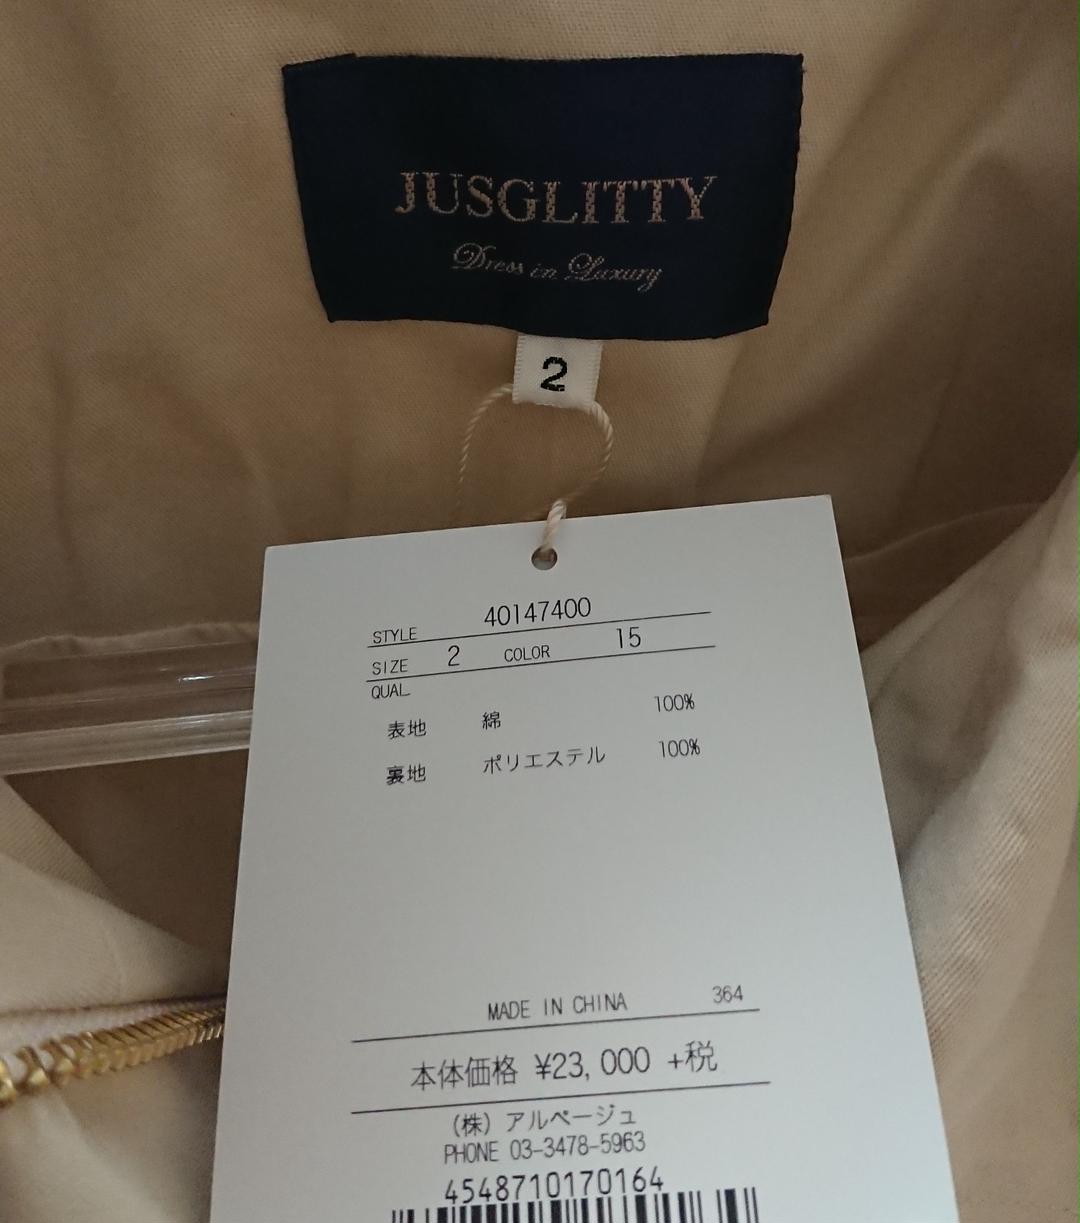 JUSGLITTY
Dress in Luxury
2
STYLE 40147400
SIZE 2 COLOR 15
QUAL
表地 綿 100%
裏地 ポリエステル 100%
MADE IN CHINA 364
本体価格 ¥23,000 +税
(株) アルページュ
PHONE 03-3478-5963
4548710170164